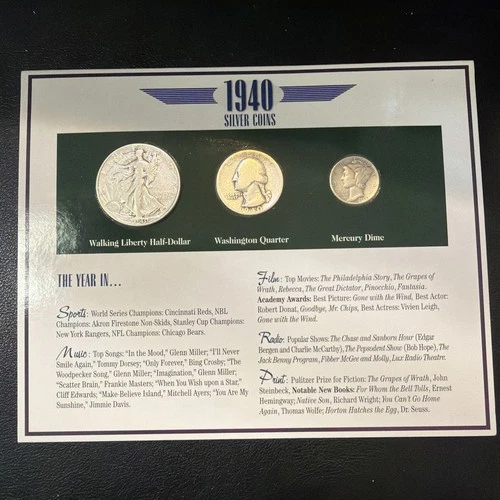 1940
SILVER COINS
Walking Liberty Half-Dollar
Washington Quarter
Mercury Dime
THE YEAR IN...
Sports: World Series Champions: Cincinnati Reds, NBL
Champions: Akron Firestone Non-Skids, Stanley Cup Champions:
New York Rangers, NFL Champions: Chicago Bears.
Music: Top Songs: "In the Mood," Glenn Miller; "I'll Never
Smile Again," Tommy Dorsey; "Only Forever," Bing Crosby; "The
Woodpecker Song," Glenn Miller; "Imagination," Glenn Miller;
"Scatter Brain," Frankie Masters; "When You Wish upon a Star,"
Cliff Edwards; "Make-Believe Island," Mitchell Ayers; "You Are My
Sunshine," Jimmie Davis.
Film: Top Movies: The Philadelphia Story, The Grapes of
Wrath, Rebecca, The Great Dictator, Pinocchio, Fantasia.
Academy Awards: Best Picture: Gone with the Wind, Best Actor:
Robert Donat, Goodbye, Mr. Chips, Best Actress: Vivien Leigh,
Gone with the Wind.
Radio: Popular Shows: The Chase and Sanborn Hour (Edgar
Bergen and Charlie McCarthy), The Pepsodent Show (Bob Hope), The
Jack Benny Program, Fibber McGee and Molly, Lux Radio Theatre.
Print: Pulitzer Prize for Fiction: The Grapes of Wrath, John
Steinbeck, Notable New Books: For Whom the Bell Tolls, Ernest
Hemingway; Native Son, Richard Wright; You Can't Go Home
Again, Thomas Wolfe; Horton Hatches the Egg, Dr. Seuss.